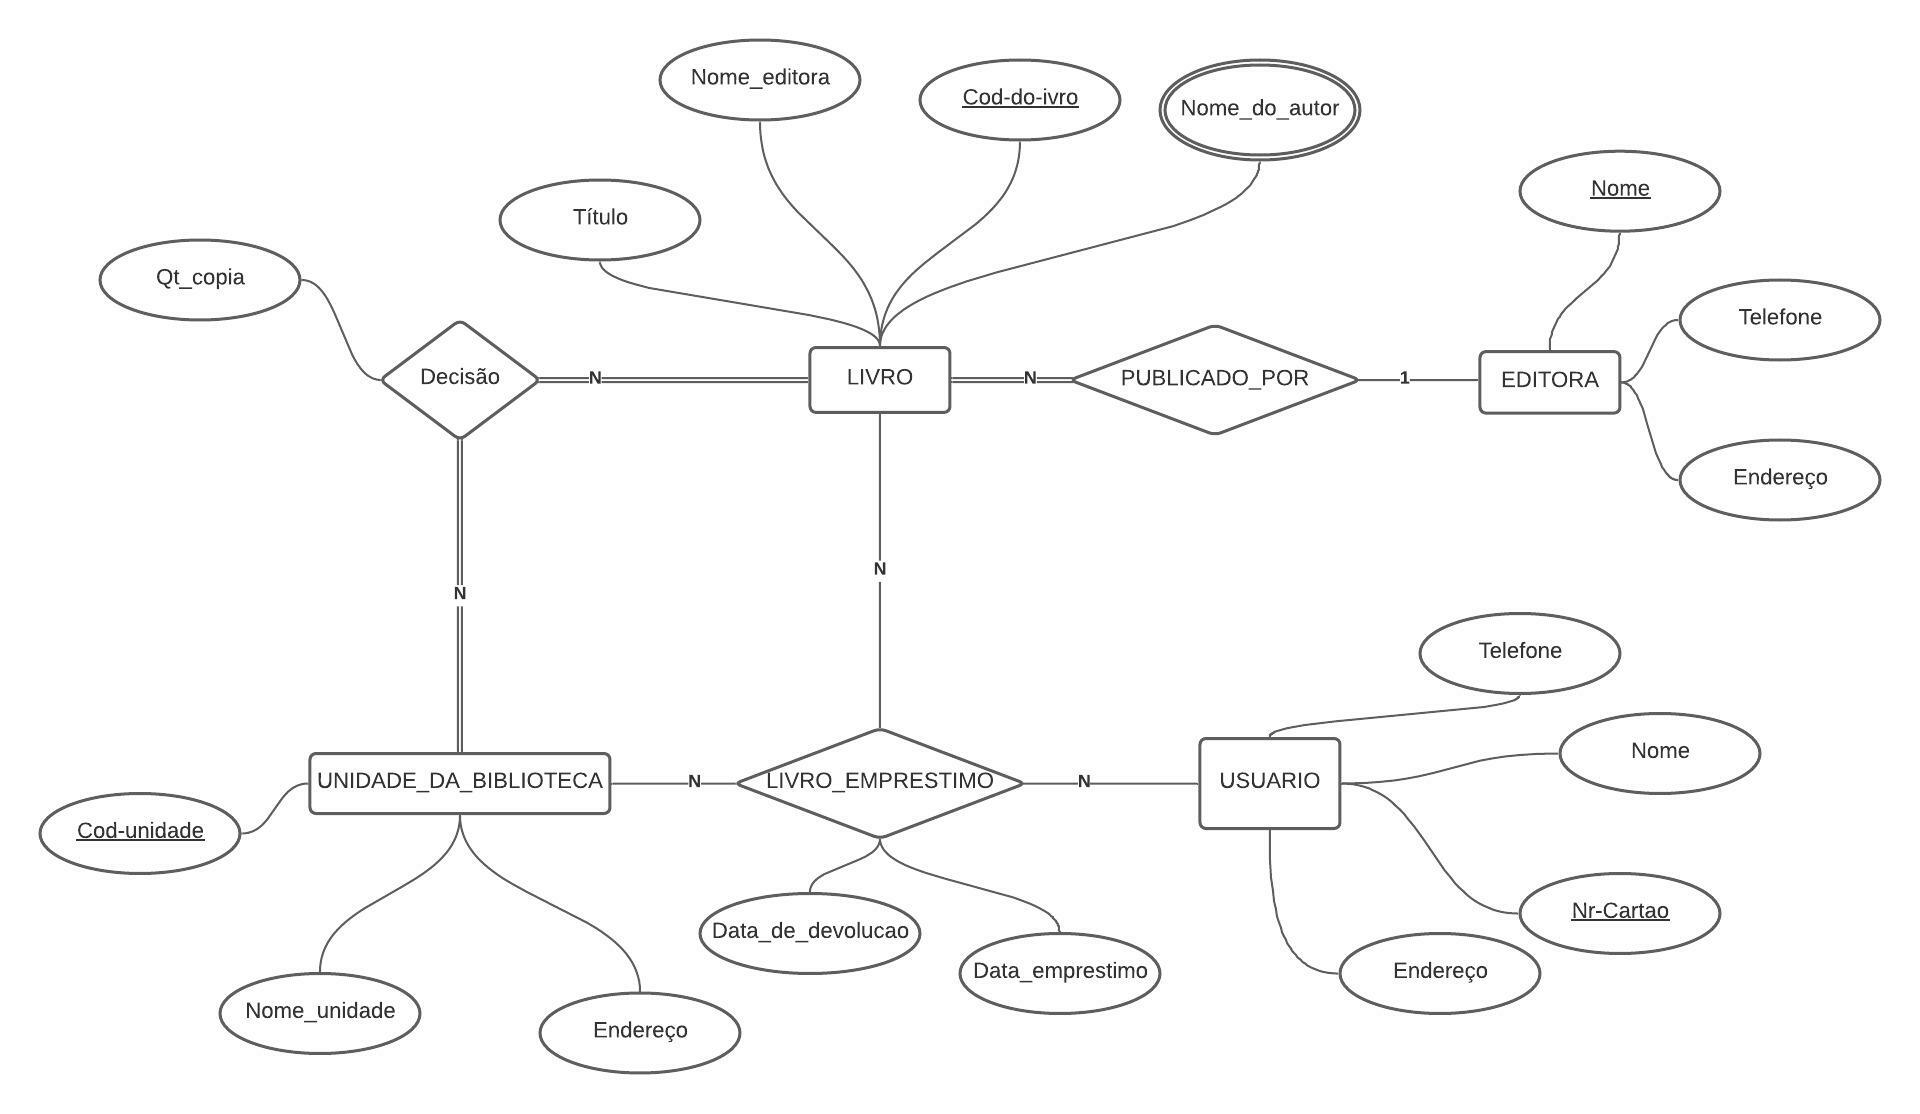 Nome_editora
Cod-do-ivro
Nome_do_autor
Nome
Título
Qt_copia
Telefone
Decisão
N
LIVRO
N
PUBLICADO_POR
1
EDITORA
Endereço
N
N
Telefone
Nome
UNIDADE_DA_BIBLIOTECA
N
LIVRO_EMPRESTIMO
N
USUARIO
Cod-unidade
Nr-Cartao
Data_de_devolucao
Data_emprestimo
Endereço
Nome_unidade
Endereço